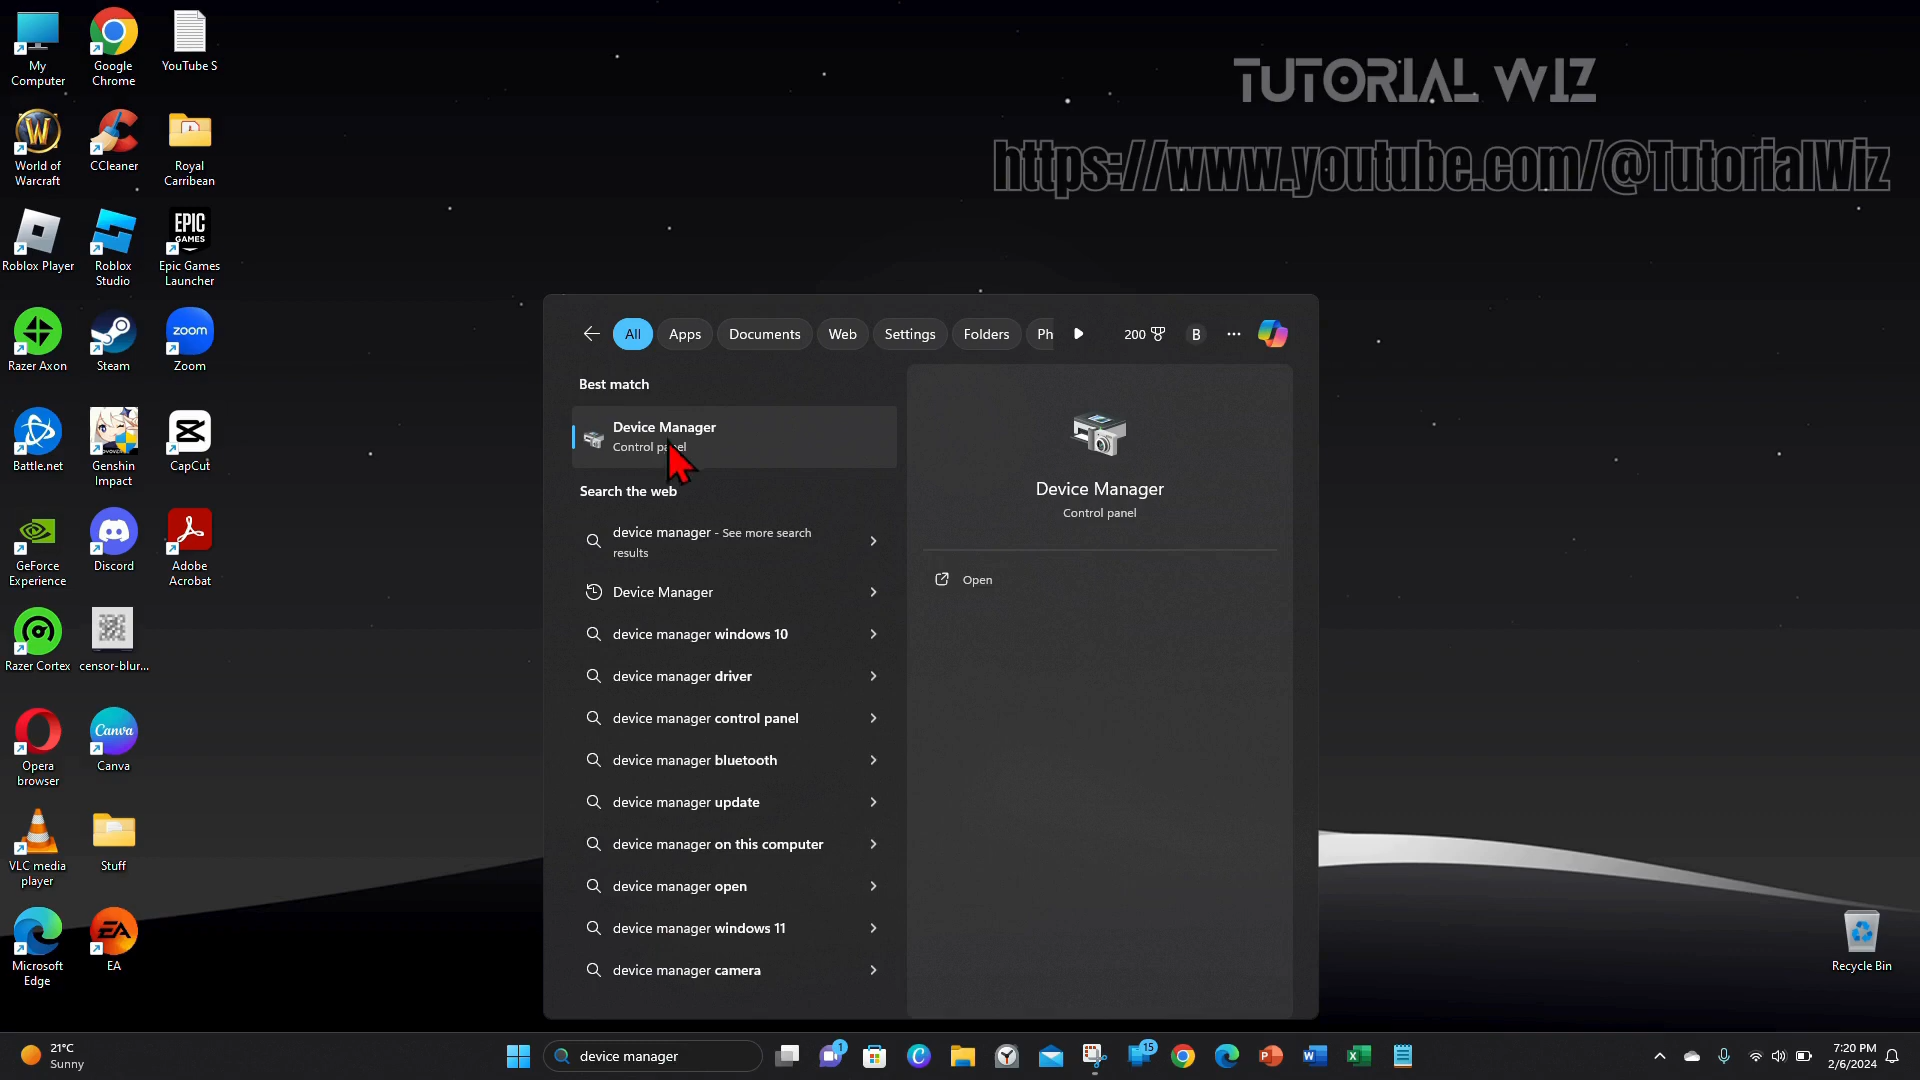 My
Computer
Google
Chrome
YouTube S
World of
Warcraft
CCleaner
Royal
Carribean
Roblox Player
Roblox
Studio
EPIC
GAMES
Epic Games
Launcher
Razer Axon
Steam
zoom
Zoom
Battle.net
Genshin
Impact
CapCut
GeForce
Experience
Discord
Adobe
Acrobat
Razer Cortex
censor-blur...
Opera
browser
Canva
Canva
VLC media
player
Stuff
Microsoft
Edge
EA
EA
TUTORIAL WIZ
https://www.youtube.com/@TutorialWiz
All
Apps
Documents
Web
Settings
Folders
Ph
200
B
Best match
Device Manager
Control panel
Search the web
device manager - See more search
results
Device Manager
device manager windows 10
device manager driver
device manager control panel
device manager bluetooth
device manager update
device manager on this computer
device manager open
device manager windows 11
device manager camera
Device Manager
Control panel
Open
Recycle Bin
21°C
Sunny
device manager
1
15
7:20 PM
2/6/2024